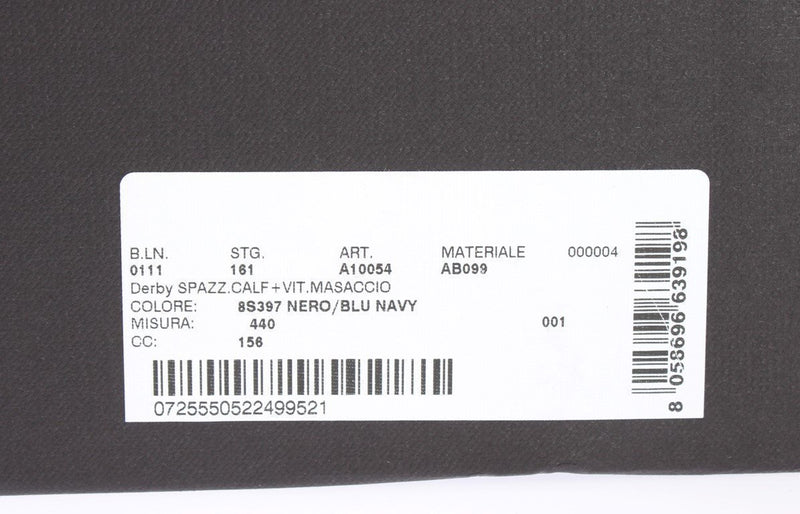 B.LN. STG. ART. MATERIALE 000004
0111 161 A10054 AB099
Derby SPAZZ.CALF+VIT.MASACCIO
COLORE: 8S397 NERO/BLU NAVY
MISURA: 440 001
CC: 156
0725550522499521
8 058696 639198